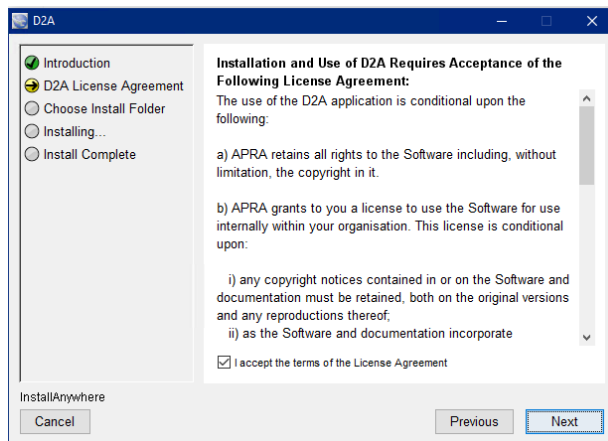 D2A
Introduction
D2A License Agreement
Choose Install Folder
Installing...
Install Complete
Installation and Use of D2A Requires Acceptance of the
Following License Agreement:
The use of the D2A application is conditional upon the
following:
a) APRA retains all rights to the Software including, without
limitation, the copyright in it.
b) APRA grants to you a license to use the Software for use
internally within your organisation. This license is conditional
upon:
i) any copyright notices contained in or on the Software and
documentation must be retained, both on the original versions
and any reproductions thereof;
ii) as the Software and documentation incorporate
I accept the terms of the License Agreement
InstallAnywhere
Cancel
Previous
Next